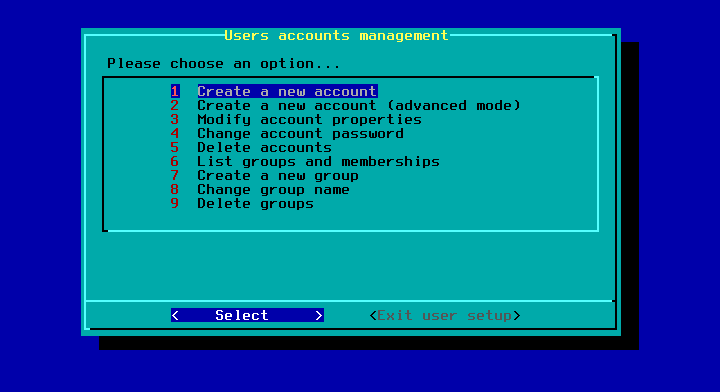 Users accounts management
Please choose an option...
1 Create a new account
2 Create a new account (advanced mode)
3 Modify account properties
4 Change account password
5 Delete accounts
6 List groups and memberships
7 Create a new group
8 Change group name
9 Delete groups
< Select > <Exit user setup>